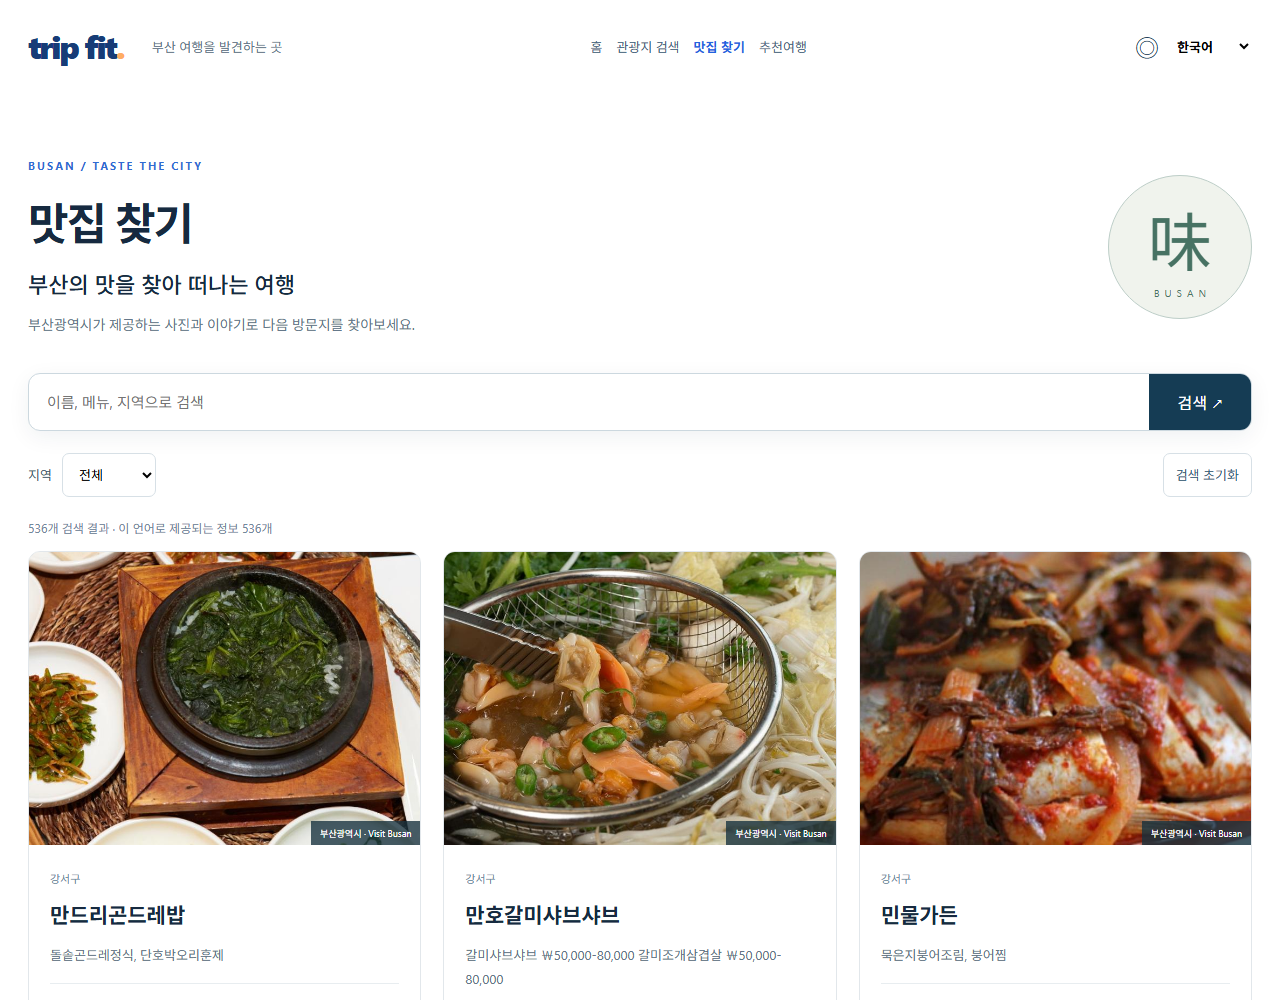 trip fit.
부산 여행을 발견하는 곳
홈 관광지 검색 맛집 찾기 추천여행
한국어
BUSAN / TASTE THE CITY
맛집 찾기
부산의 맛을 찾아 떠나는 여행
부산광역시가 제공하는 사진과 이야기로 다음 방문지를 찾아보세요.
味
BUSAN
이름, 메뉴, 지역으로 검색
검색 ↗
지역
전체
검색 초기화
536개 검색 결과 · 이 언어로 제공되는 정보 536개
부산광역시 · Visit Busan
부산광역시 · Visit Busan
부산광역시 · Visit Busan
강서구
만드리곤드레밥
돌솥곤드레정식, 단호박오리훈제
강서구
만호갈미샤브샤브
갈미샤브샤브 ₩50,000-80,000 갈미조개삼겹살 ₩50,000-
80,000
강서구
민물가든
묵은지붕어조림, 붕어찜